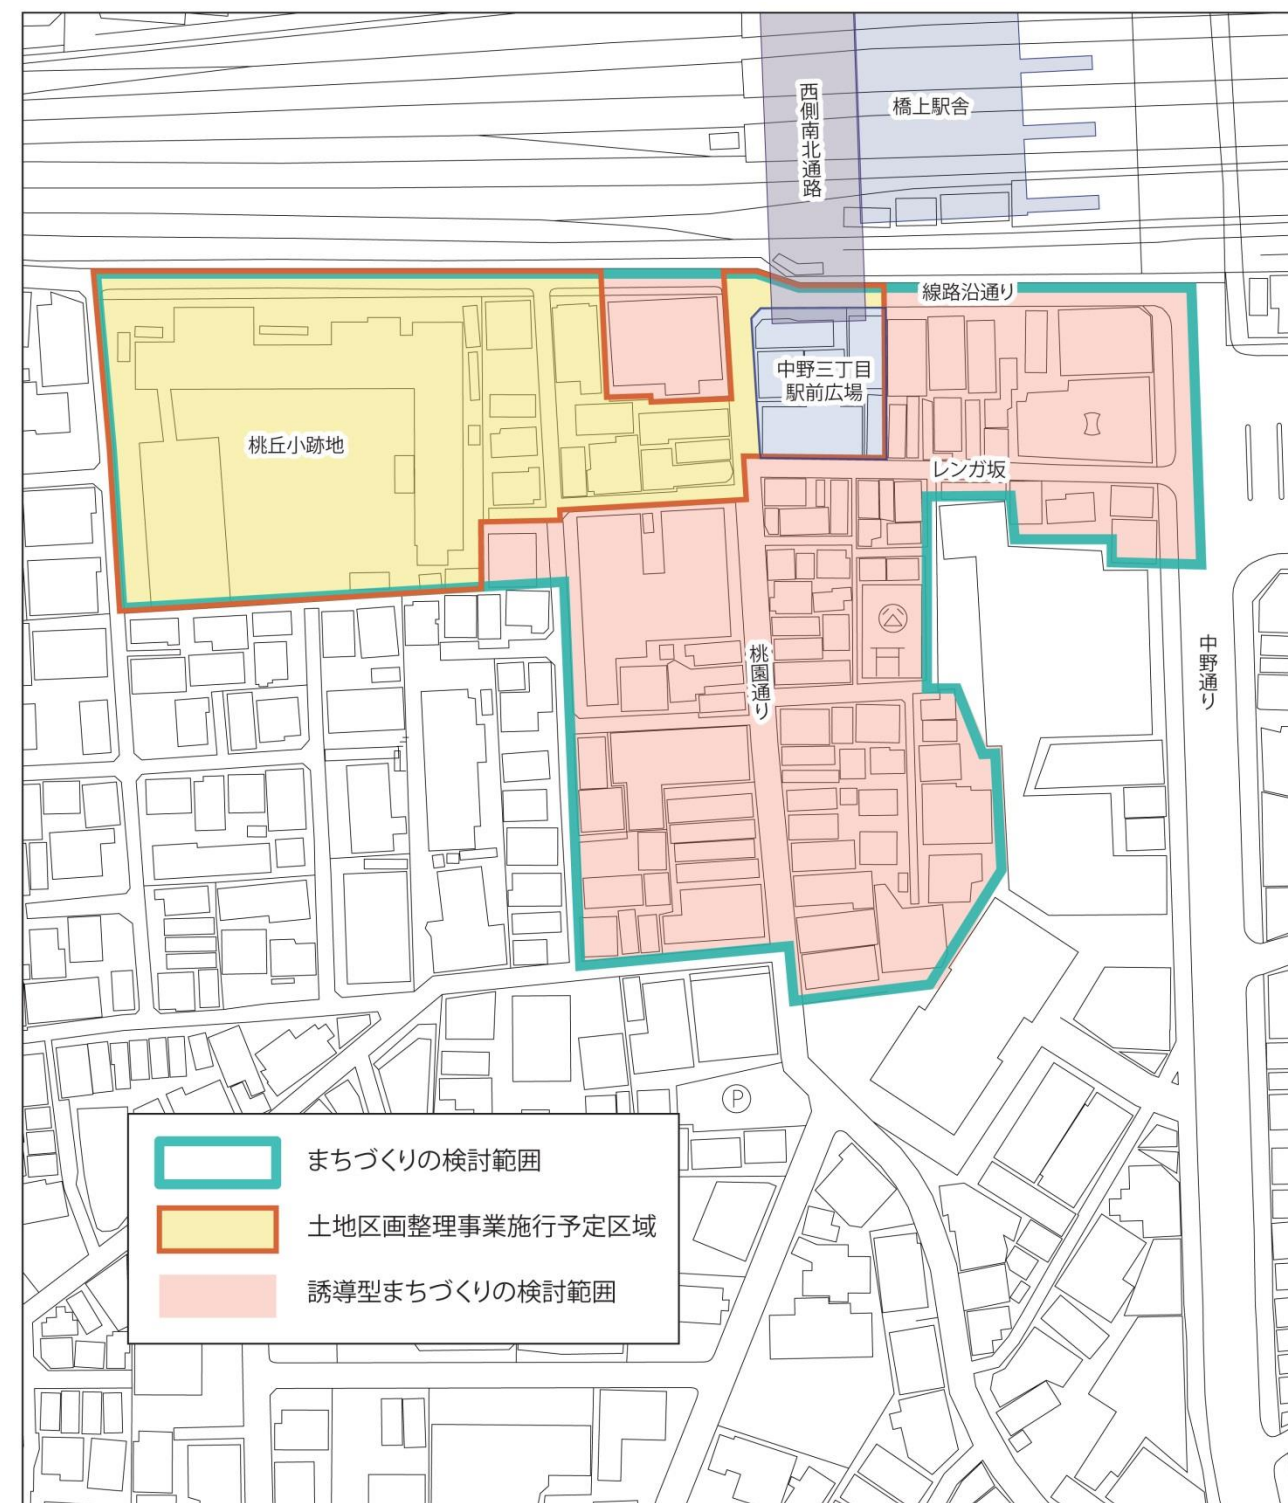 西側南北通路
橋上駅舎
線路沿通り
中野三丁目
駅前広場
桃丘小跡地
レンガ坂
桃園通り
中野通り
P
まちづくりの検討範囲
土地区画整理事業施行予定区域
誘導型まちづくりの検討範囲